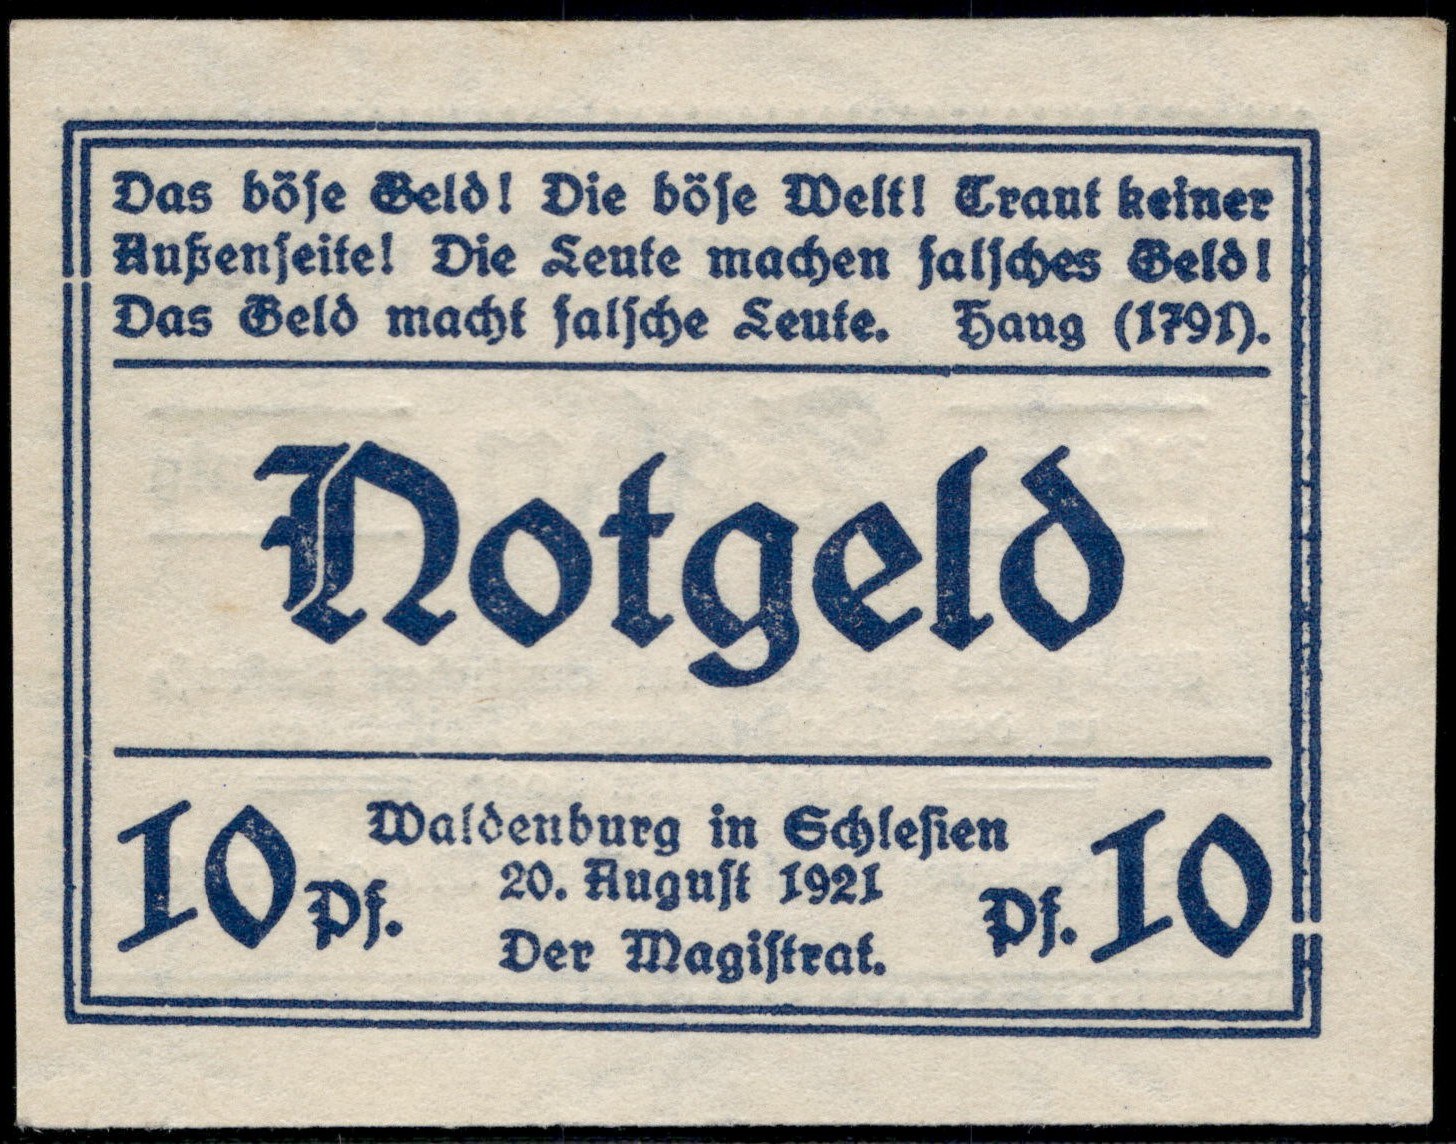 Das böse Geld! Die böse Welt! Traut keiner
Außenseite! Die Leute machen falsches Geld!
Das Geld macht falsche Leute. Haug (1791).
Notgeld
10 Pf.
Waldenburg in Schlesien
20. August 1921
Der Magistrat.
Pf. 10